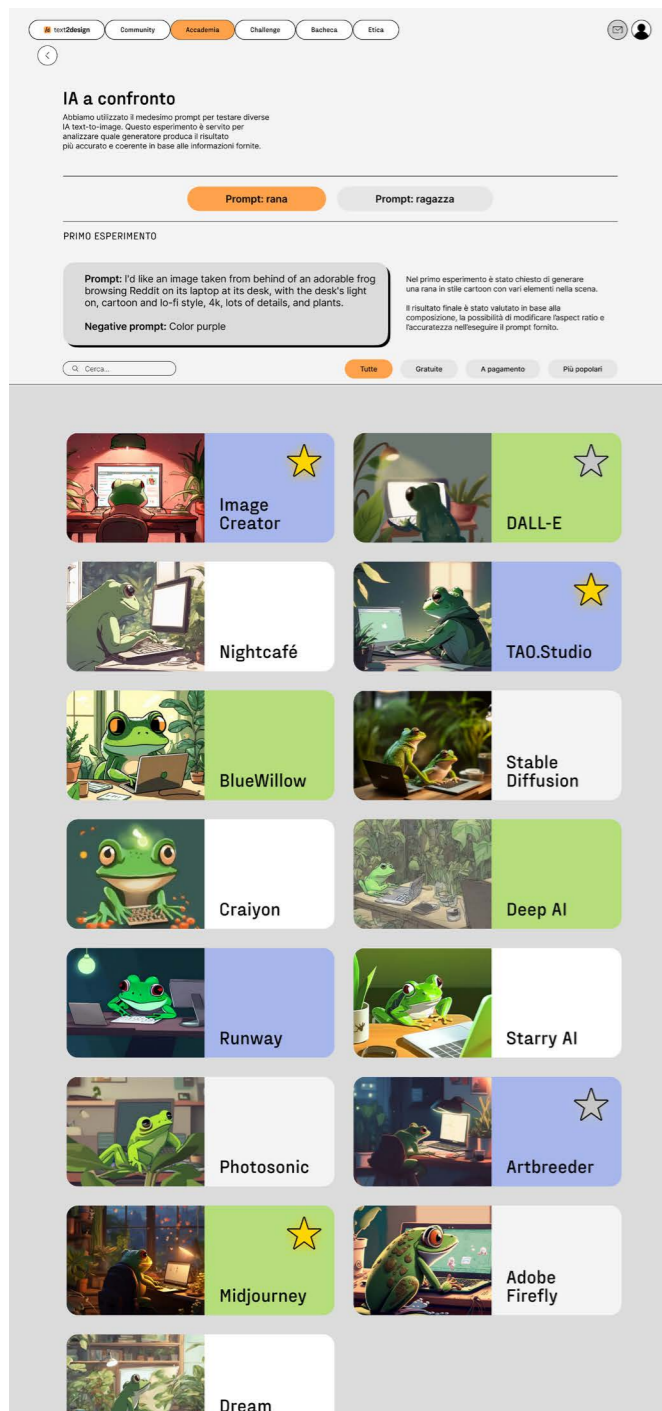 text2design
Community
Accademia
Challenge
Bacheca
Etica
IA a confronto
Abbiamo utilizzato il medesimo prompt per testare diverse
IA text-to-image. Questo esperimento è servito per
analizzare quale generatore produca il risultato
più accurato e coerente in base alle informazioni fornite.
Prompt: rana
Prompt: ragazza
PRIMO ESPERIMENTO
Prompt: I'd like an image taken from behind of an adorable frog
browsing Reddit on its laptop at its desk, with the desk's light
on, cartoon and lo-fi style, 4k, lots of details, and plants.
Negative prompt: Color purple
Nel primo esperimento è stato chiesto di generare
una rana in stile cartoon con vari elementi nella scena.
Il risultato finale è stato valutato in base alla
composizione, la possibilità di modificare l'aspect ratio e
l'accuratezza nell'eseguire il prompt fornito.
Cerca...
Tutte
Gratuite
A pagamento
Più popolari
Image
Creator
DALL-E
Nightcafé
TAO.Studio
BlueWillow
Stable
Diffusion
Craiyon
Deep AI
Runway
Starry AI
Photosonic
Artbreeder
Midjourney
Adobe
Firefly
Dream